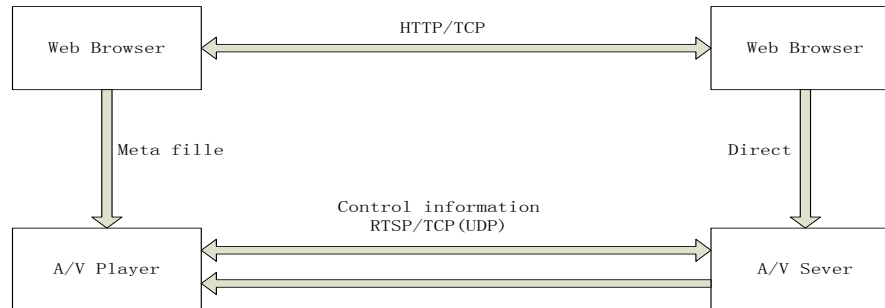 HTTP/TCP
Web Browser
Web Browser
Meta fille
Direct
Control information
RTSP/TCP(UDP)
A/V Player
A/V Sever